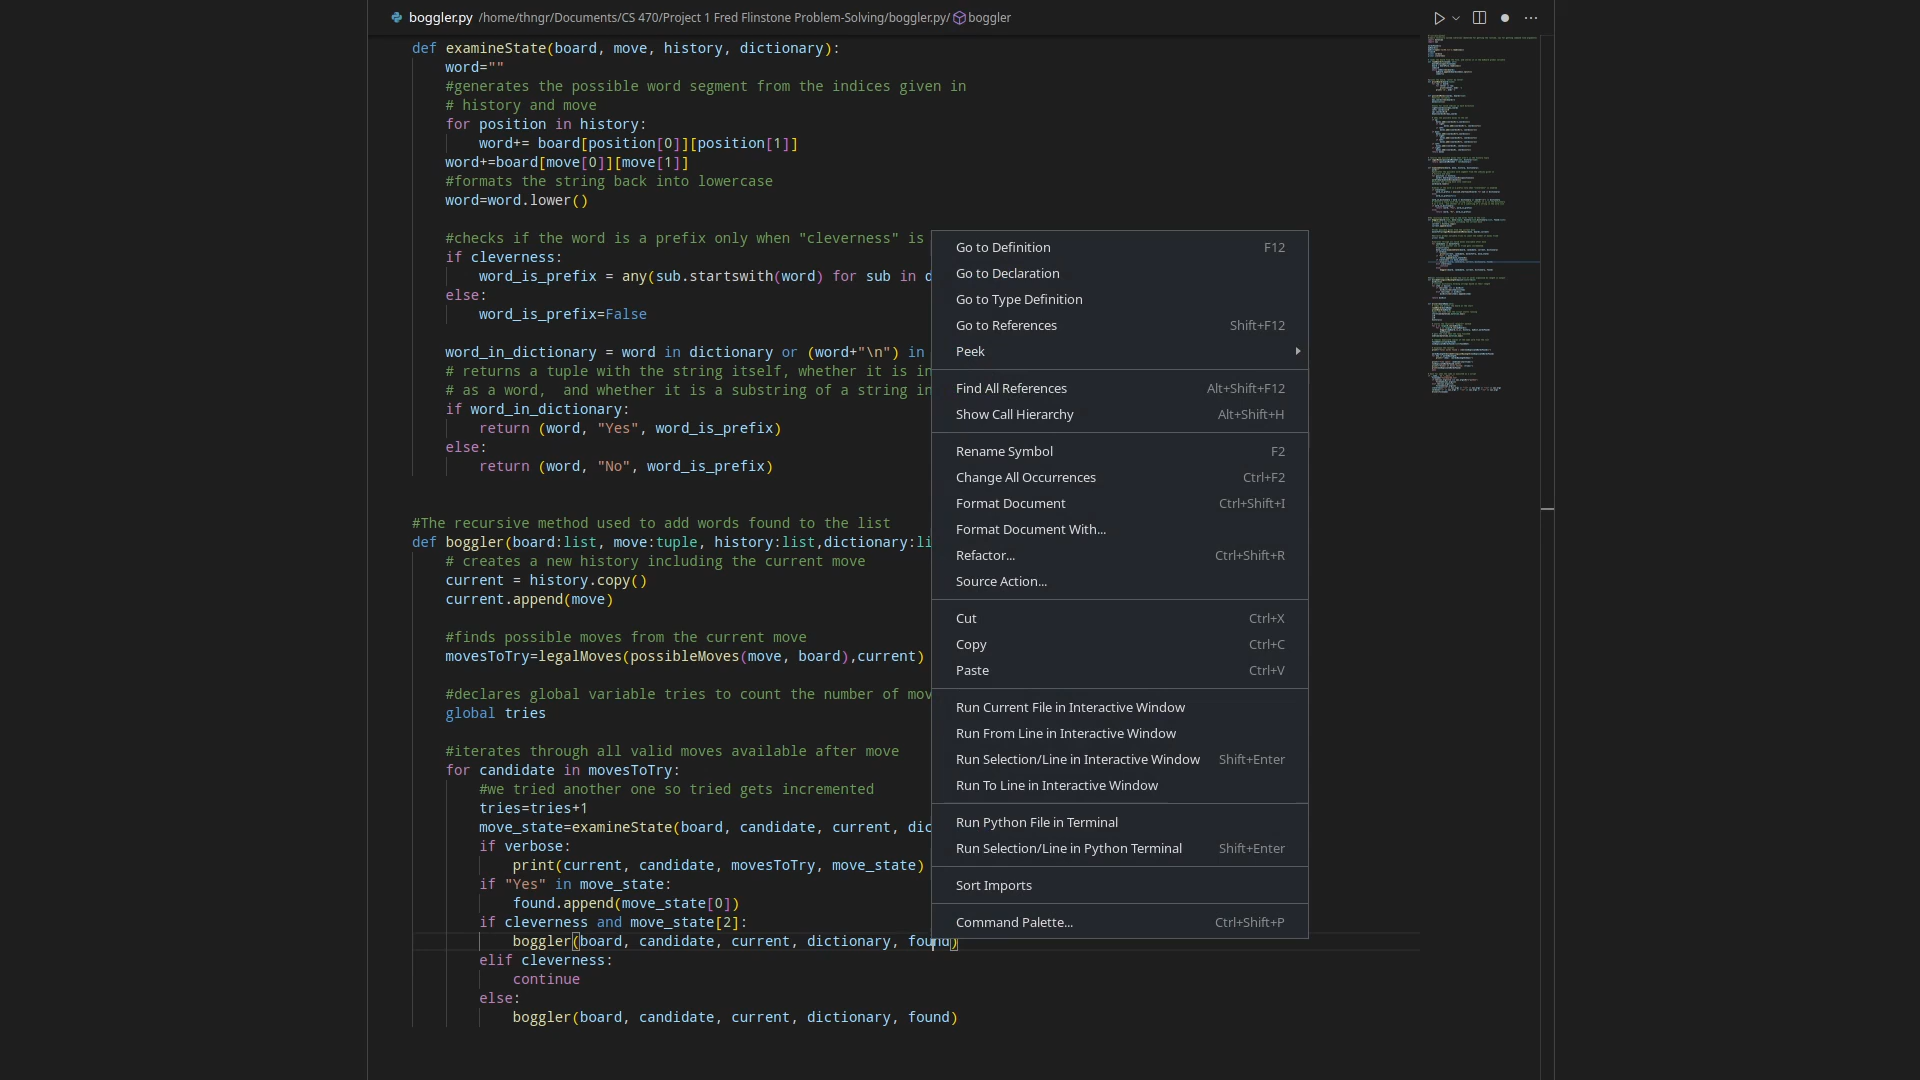 boggler.py /home/thngr/Documents/CS 470/Project 1 Fred Flinstone Problem-Solving/boggler.py/ boggler
def examineState(board, move, history, dictionary):
word=""
#generates the possible word segment from the indices given in
# history and move
for position in history:
word+= board[position[0]][position[1]]
word+=board[move[0]][move[1]]
#formats the string back into lowercase
word=word.lower()
#checks if the word is a prefix only when "cleverness" is
if cleverness:
word_is_prefix = any(sub.startswith(word) for sub in d
else:
word_is_prefix=False
word_in_dictionary = word in dictionary or (word+"\n") in
# returns a tuple with the string itself, whether it is in
# as a word,  and whether it is a substring of a string in
if word_in_dictionary:
return (word, "Yes", word_is_prefix)
else:
return (word, "No", word_is_prefix)
#The recursive method used to add words found to the list
def boggler(board:list, move:tuple, history:list,dictionary:li
# creates a new history including the current move
current = history.copy()
current.append(move)
#finds possible moves from the current move
movesToTry=legalMoves(possibleMoves(move, board),current)
#declares global variable tries to count the number of mov
global tries
#iterates through all valid moves available after move
for candidate in movesToTry:
#we tried another one so tried gets incremented
tries=tries+1
move_state=examineState(board, candidate, current, dic
if verbose:
print(current, candidate, movesToTry, move_state)
if "Yes" in move_state:
found.append(move_state[0])
if cleverness and move_state[2]:
boggler(board, candidate, current, dictionary, found)
elif cleverness:
continue
else:
boggler(board, candidate, current, dictionary, found)
Go to Definition F12
Go to Declaration
Go to Type Definition
Go to References Shift+F12
Peek
Find All References Alt+Shift+F12
Show Call Hierarchy Alt+Shift+H
Rename Symbol F2
Change All Occurrences Ctrl+F2
Format Document Ctrl+Shift+I
Format Document With...
Refactor... Ctrl+Shift+R
Source Action...
Cut Ctrl+X
Copy Ctrl+C
Paste Ctrl+V
Run Current File in Interactive Window
Run From Line in Interactive Window
Run Selection/Line in Interactive Window Shift+Enter
Run To Line in Interactive Window
Run Python File in Terminal
Run Selection/Line in Python Terminal Shift+Enter
Sort Imports
Command Palette... Ctrl+Shift+P